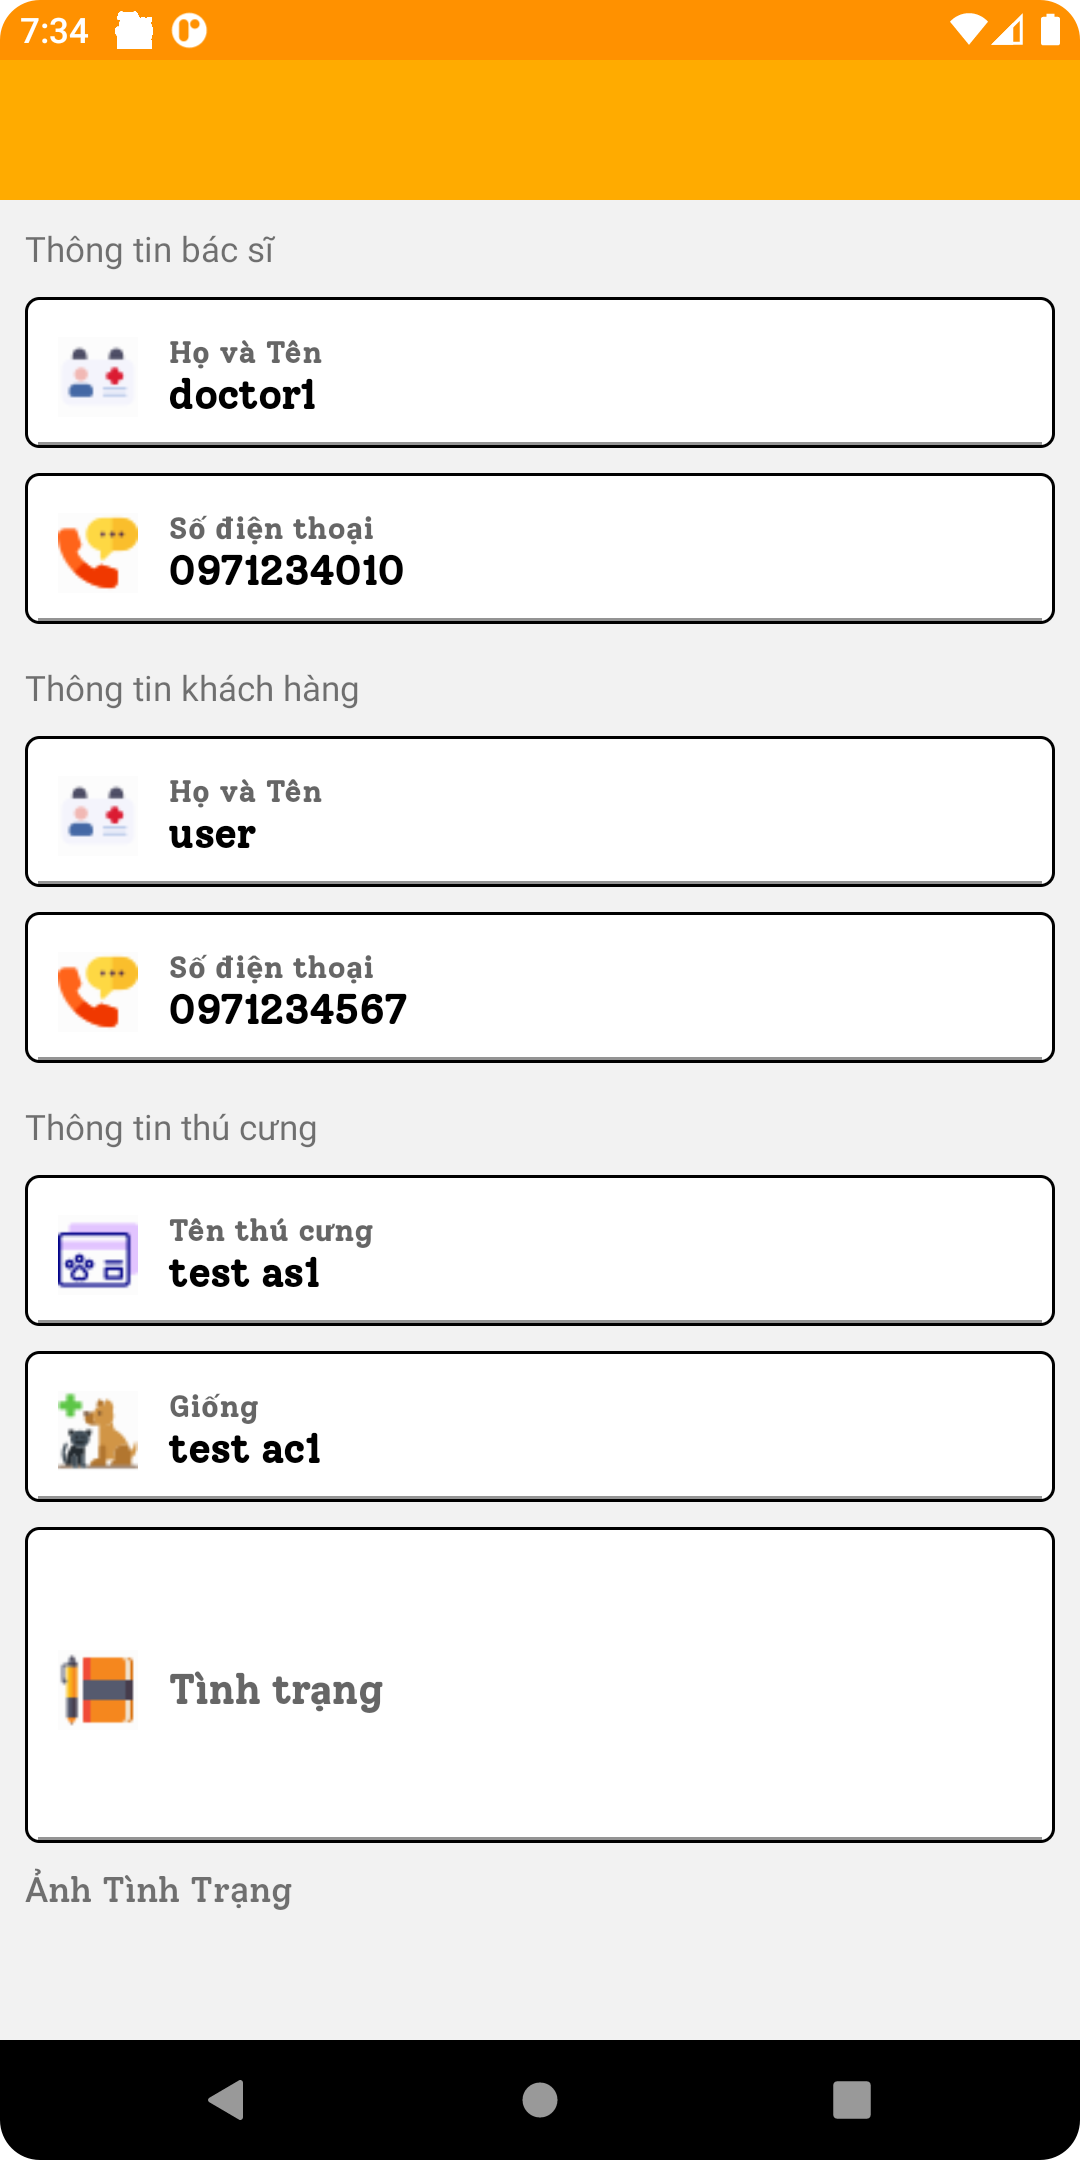 7:34
Thông tin bác sĩ
Họ và Tên
doctor1
Số điện thoại
0971234010
Thông tin khách hàng
Họ và Tên
user
Số điện thoại
0971234567
Thông tin thú cưng
Tên thú cưng
test as1
Giống
test ac1
Tình trạng
Ảnh Tình Trạng